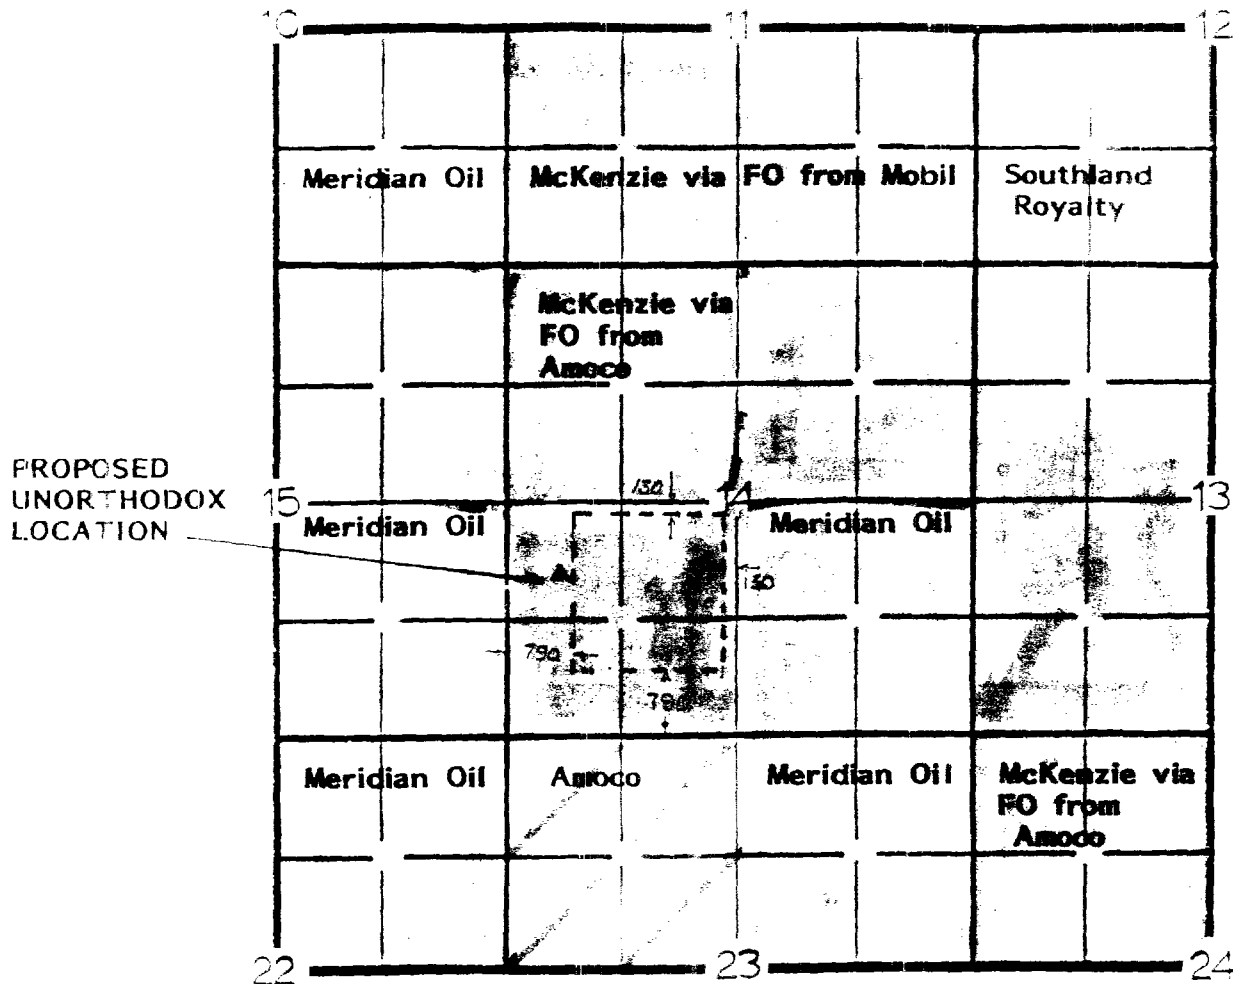 10 11 12
Meridian Oil McKenzie via FO from Mobil Southland
Royalty
McKenzie via
FO from
Amoco
PROPOSED
UNORTHODOX
LOCATION
15 130 14 13
Meridian Oil Meridian Oil
130
790
790
Meridian Oil Amoco Meridian Oil McKenzie via
FO from
Amoco
22 23 24